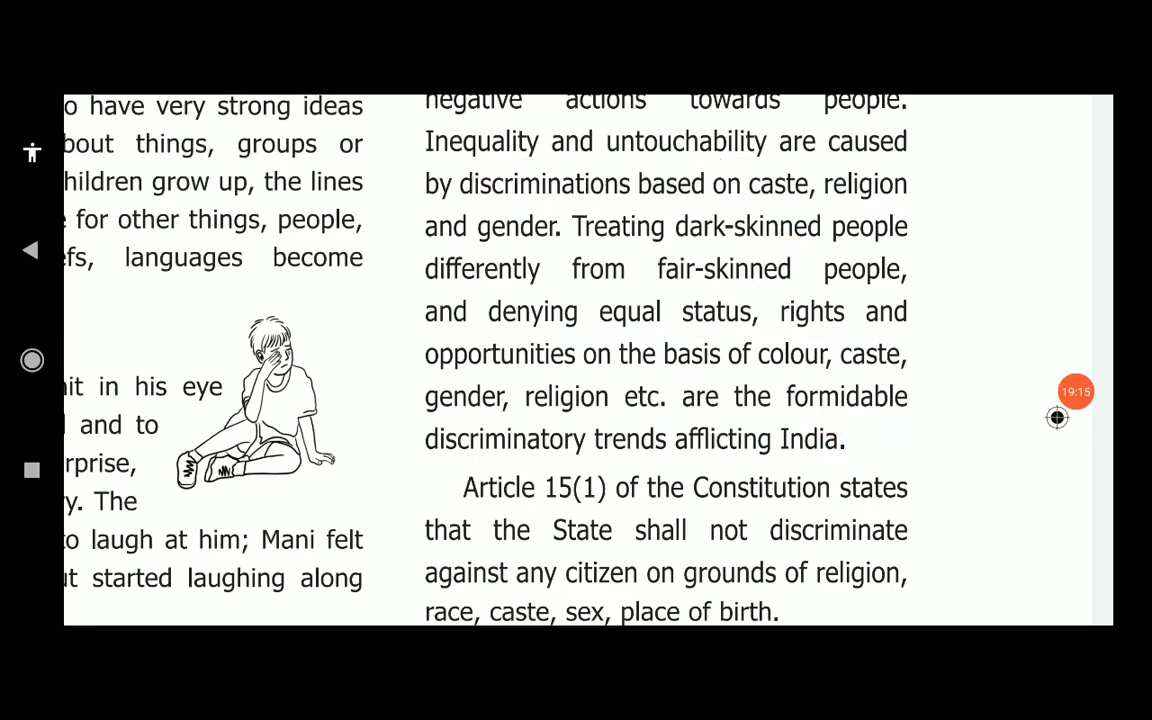 o have very strong ideas
bout things, groups or
hildren grow up, the lines
for other things, people,
efs, languages become
hit in his eye
and to
rprise,
ry. The
to laugh at him; Mani felt
ut started laughing along
negative actions towards people.
Inequality and untouchability are caused
by discriminations based on caste, religion
and gender. Treating dark-skinned people
differently from fair-skinned people,
and denying equal status, rights and
opportunities on the basis of colour, caste,
gender, religion etc. are the formidable
discriminatory trends afflicting India.
Article 15(1) of the Constitution states
that the State shall not discriminate
against any citizen on grounds of religion,
race, caste, sex, place of birth.
19:15